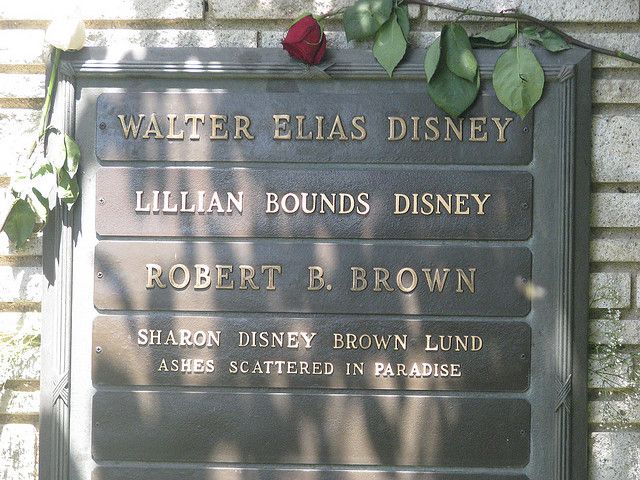 WALTER ELIAS DISNEY
LILLIAN BOUNDS DISNEY
ROBERT B. BROWN
SHARON DISNEY BROWN LUND
ASHES SCATTERED IN PARADISE